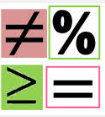 ≠ %
≥ =